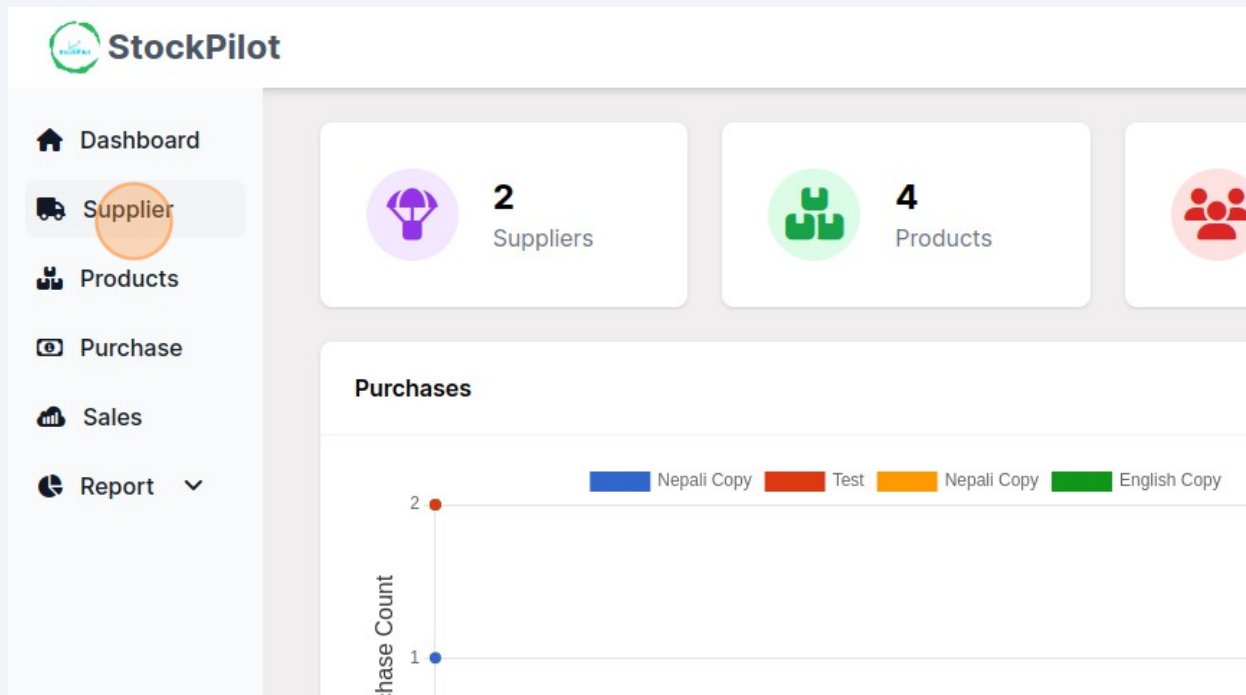 StockPilot
Dashboard
Supplier
Products
Purchase
Sales
Report
2
Suppliers
4
Products
Purchases
Nepali Copy
Test
Nepali Copy
English Copy
2
1
Count